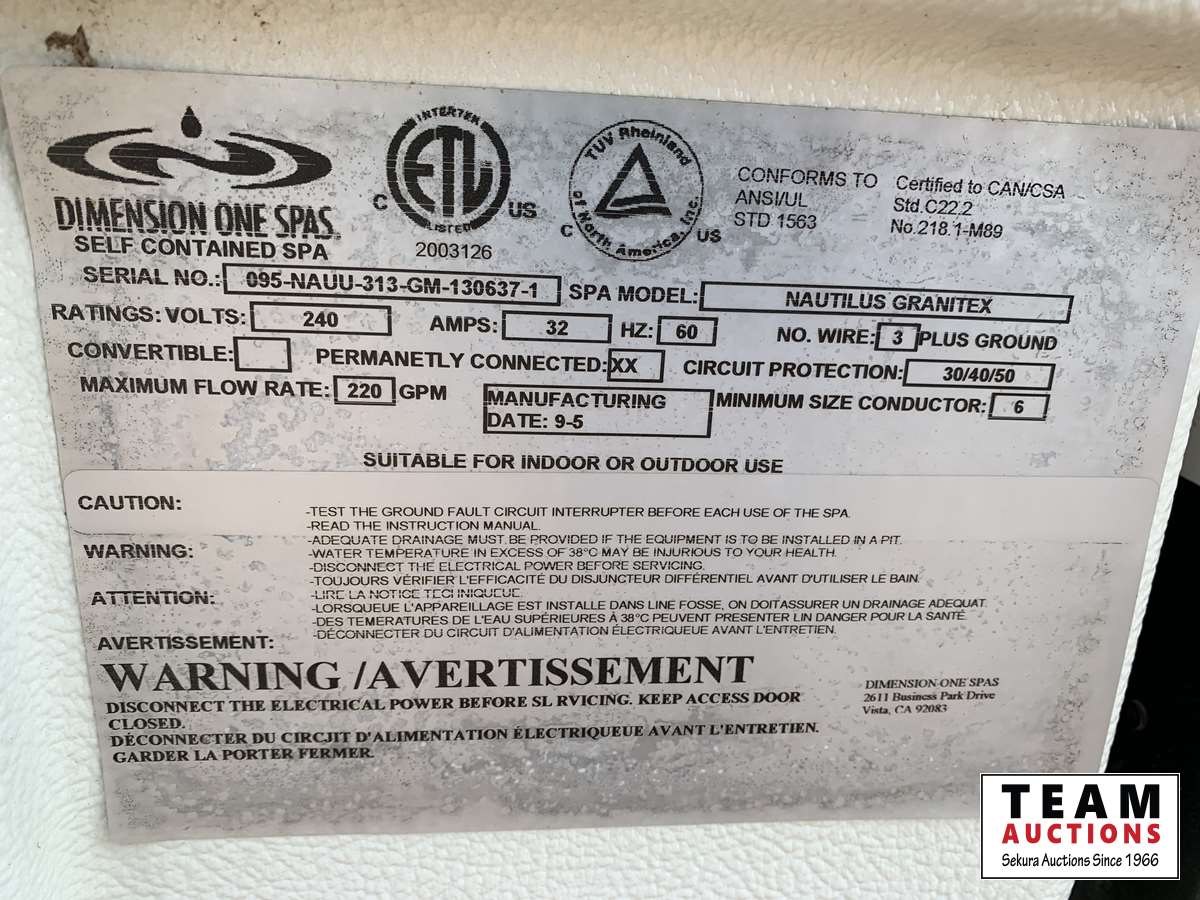 DIMENSION ONE SPAS.
SELF CONTAINED SPA
INTERTEK
ETL
LISTED
C US
2003126
TUV Rheinland
of North America, Inc.
C US
CONFORMS TO
ANSI/UL
STD 1563
Certified to CAN/CSA
Std.C22.2
No.218.1-M89
SERIAL NO.: 095-NAUU-313-GM-130637-1 SPA MODEL: NAUTILUS GRANITEX
RATINGS: VOLTS: 240 AMPS: 32 HZ: 60 NO. WIRE: 3 PLUS GROUND
CONVERTIBLE: PERMANETLY CONNECTED: XX CIRCUIT PROTECTION: 30/40/50
MAXIMUM FLOW RATE: 220 GPM MANUFACTURING DATE: 9-5 MINIMUM SIZE CONDUCTOR: 6
SUITABLE FOR INDOOR OR OUTDOOR USE
CAUTION:
-TEST THE GROUND FAULT CIRCUIT INTERRUPTER BEFORE EACH USE OF THE SPA.
-READ THE INSTRUCTION MANUAL.
WARNING:
-ADEQUATE DRAINAGE MUST BE PROVIDED IF THE EQUIPMENT IS TO BE INSTALLED IN A PIT.
-WATER TEMPERATURE IN EXCESS OF 38°C MAY BE INJURIOUS TO YOUR HEALTH.
-DISCONNECT THE ELECTRICAL POWER BEFORE SERVICING.
ATTENTION:
-TOUJOURS VÉRIFIER L'EFFICACITÉ DU DISJUNCTEUR DIFFÉRENTIEL AVANT D'UTILISER LE BAIN.
-LIRE LA NOTICE TECHNIQUEUE.
AVERTISSEMENT:
-LORSQUEUE L'APPAREILLAGE EST INSTALLE DANS LINE FOSSE, ON DOITASSURER UN DRAINAGE ADEQUAT.
-DES TEMPERATURES DE L'EAU SUPÉRIEURES À 38°C PEUVENT PRESENTER LIN DANGER POUR LA SANTÉ.
-DÉCONNECTER DU CIRCUIT D'ALIMENTATION ÉLECTRIQUEUE AVANT L'ENTRETIEN.
WARNING /AVERTISSEMENT
DISCONNECT THE ELECTRICAL POWER BEFORE SL RVICING. KEEP ACCESS DOOR
CLOSED.
DÉCONNECTER DU CIRCJIT D'ALIMENTATION ÉLECTRIQUEUE AVANT L'ENTRETIEN.
GARDER LA PORTER FERMER.
DIMENSION ONE SPAS
2611 Business Park Drive
Vista, CA 92083
TEAM
AUCTIONS
Sekura Auctions Since 1966